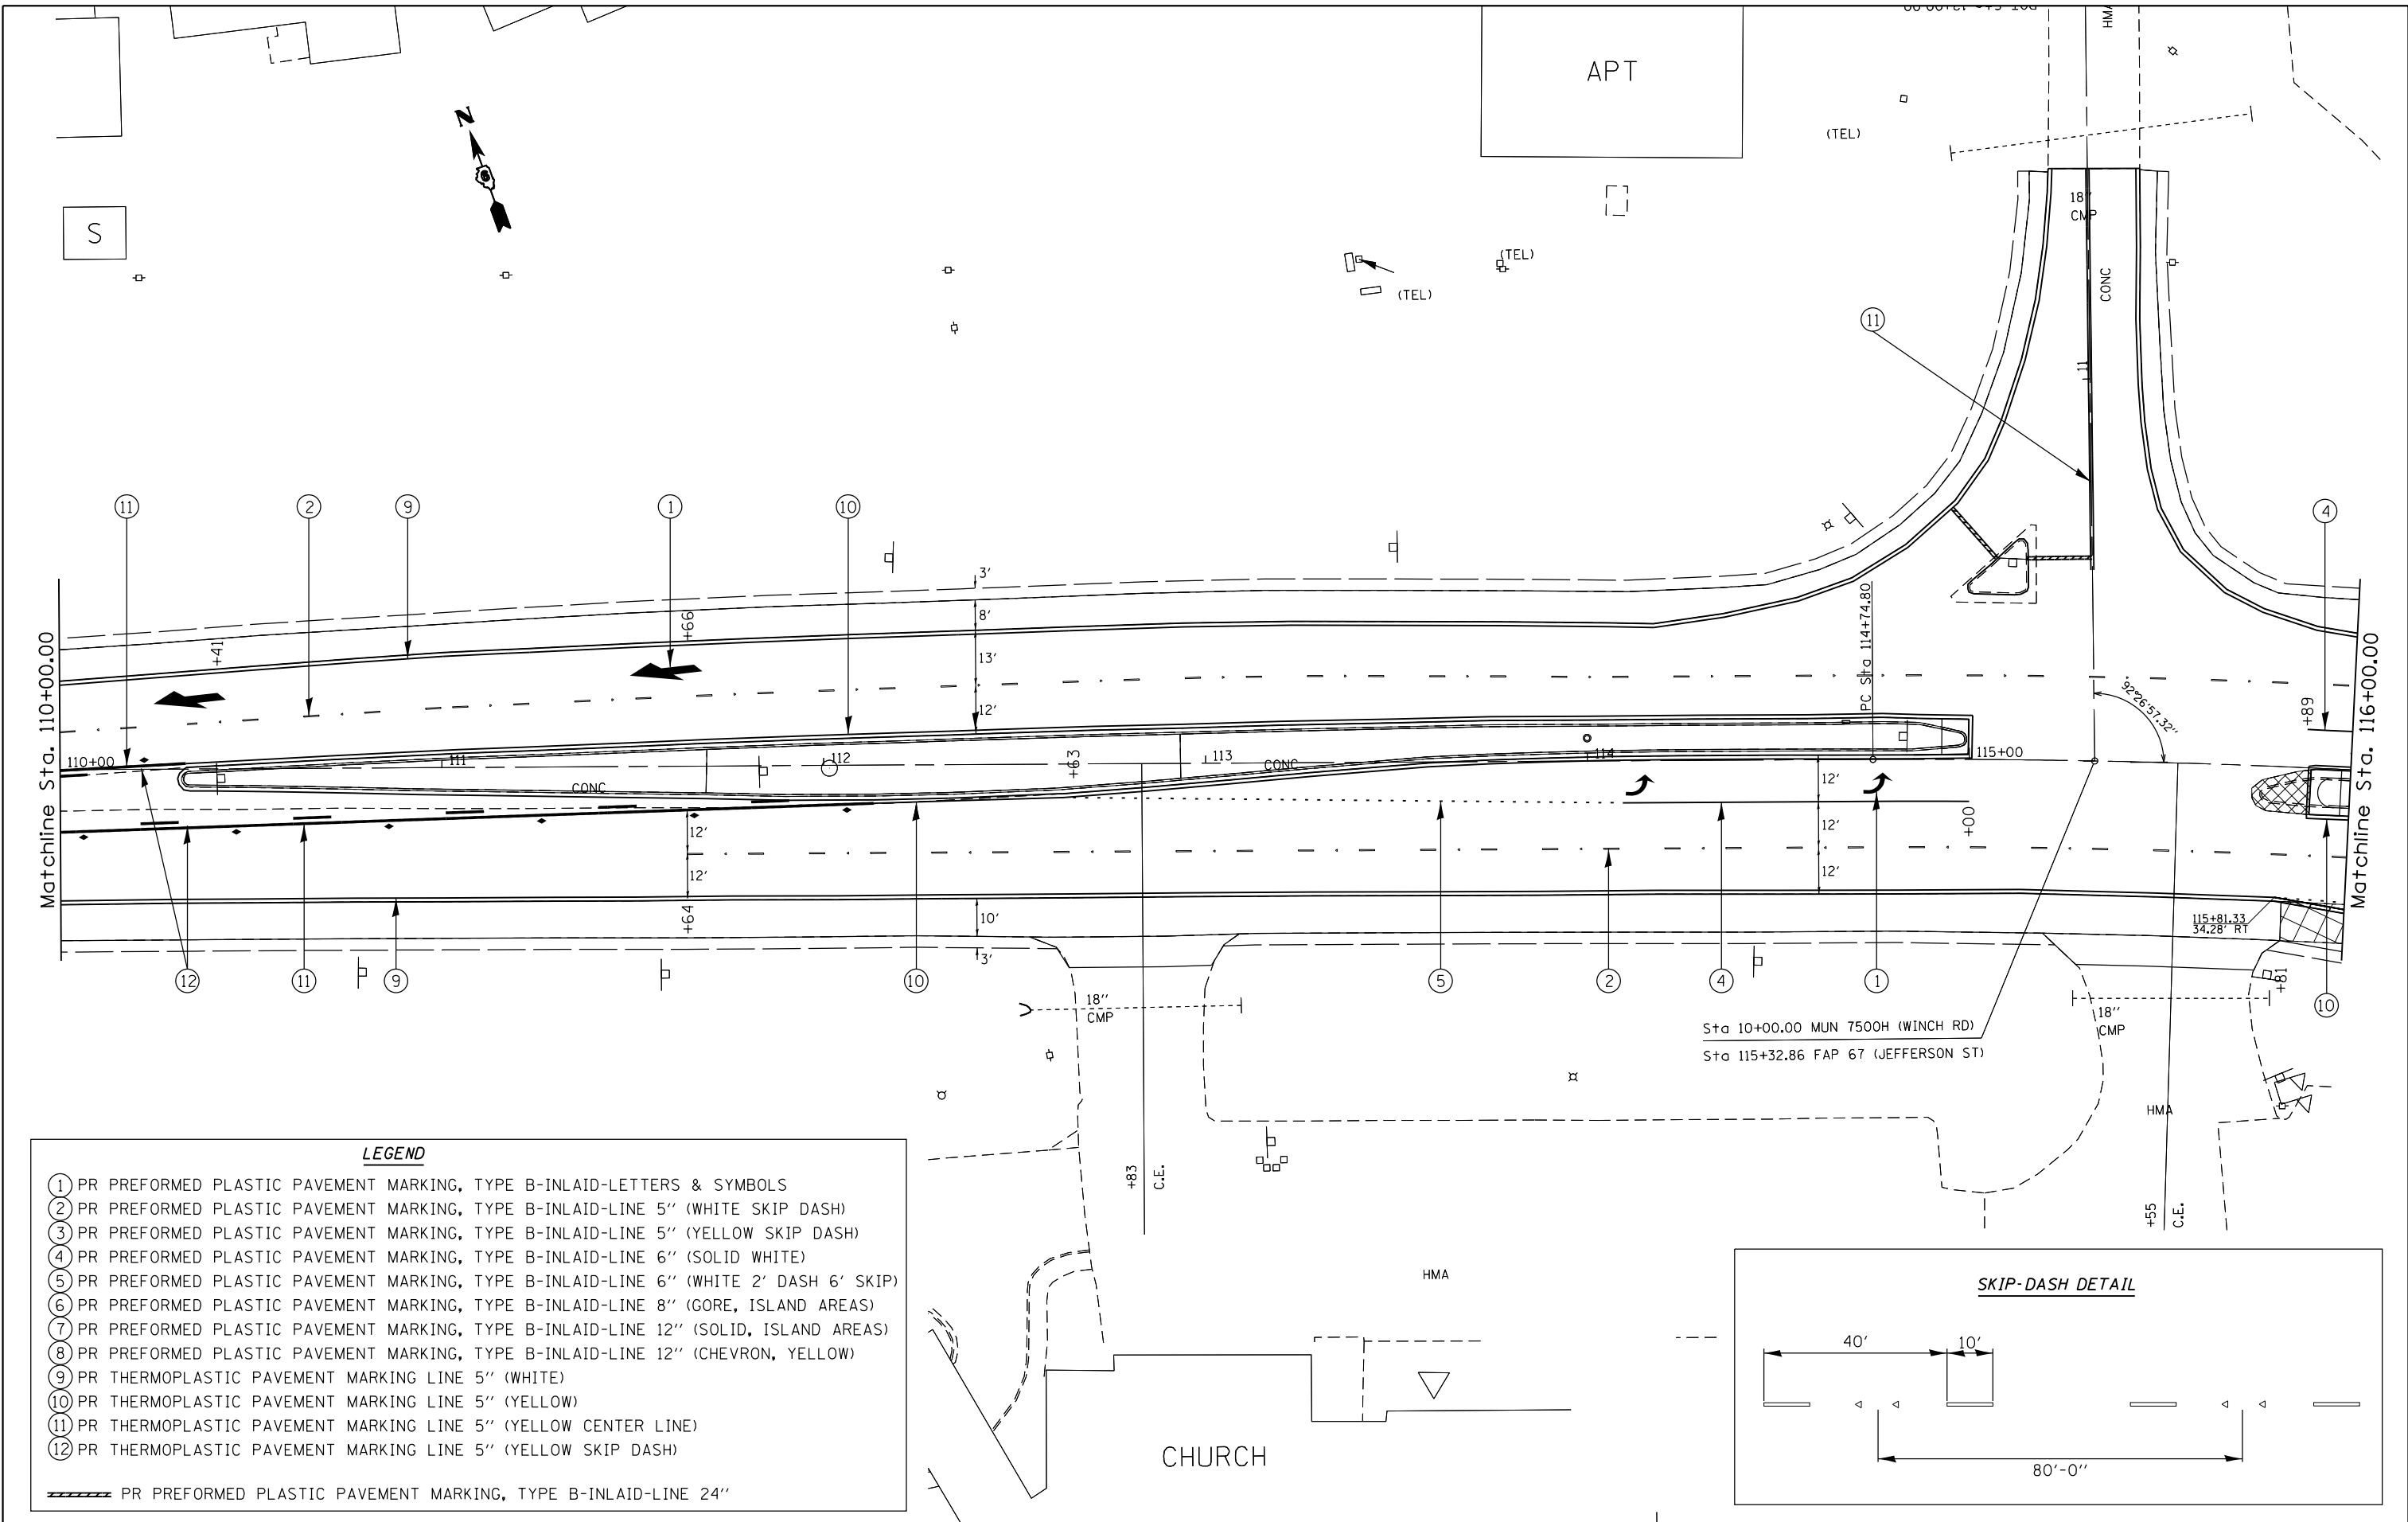 POT Sta 12+00.00
HMA
APT
(TEL)
N
6
18"
CMP
S
(TEL)
(TEL)
CONC
11
11
11
2
9
1
10
4
3'
8'
+66
+41
13'
12'
PC Sta 114+74.80
92°26'57.32"
+89
Matchline Sta. 110+00.00
Matchline Sta. 116+00.00
110+00
111
112
+63
113
CONC
114
115+00
CONC
12'
12'
12'
12'
12'
+00
+64
10'
3'
115+81.33
34.28' RT
+81
12
11
9
10
5
2
4
1
10
18"
CMP
18"
CMP
Sta 10+00.00 MUN 7500H (WINCH RD)
Sta 115+32.86 FAP 67 (JEFFERSON ST)
HMA
+83
C.E.
+55
C.E.
HMA
CHURCH
LEGEND
1 PR PREFORMED PLASTIC PAVEMENT MARKING, TYPE B-INLAID-LETTERS & SYMBOLS
2 PR PREFORMED PLASTIC PAVEMENT MARKING, TYPE B-INLAID-LINE 5" (WHITE SKIP DASH)
3 PR PREFORMED PLASTIC PAVEMENT MARKING, TYPE B-INLAID-LINE 5" (YELLOW SKIP DASH)
4 PR PREFORMED PLASTIC PAVEMENT MARKING, TYPE B-INLAID-LINE 6" (SOLID WHITE)
5 PR PREFORMED PLASTIC PAVEMENT MARKING, TYPE B-INLAID-LINE 6" (WHITE 2' DASH 6' SKIP)
6 PR PREFORMED PLASTIC PAVEMENT MARKING, TYPE B-INLAID-LINE 8" (GORE, ISLAND AREAS)
7 PR PREFORMED PLASTIC PAVEMENT MARKING, TYPE B-INLAID-LINE 12" (SOLID, ISLAND AREAS)
8 PR PREFORMED PLASTIC PAVEMENT MARKING, TYPE B-INLAID-LINE 12" (CHEVRON, YELLOW)
9 PR THERMOPLASTIC PAVEMENT MARKING LINE 5" (WHITE)
10 PR THERMOPLASTIC PAVEMENT MARKING LINE 5" (YELLOW)
11 PR THERMOPLASTIC PAVEMENT MARKING LINE 5" (YELLOW CENTER LINE)
12 PR THERMOPLASTIC PAVEMENT MARKING LINE 5" (YELLOW SKIP DASH)
PR PREFORMED PLASTIC PAVEMENT MARKING, TYPE B-INLAID-LINE 24"
SKIP-DASH DETAIL
40'
10'
80'-0"